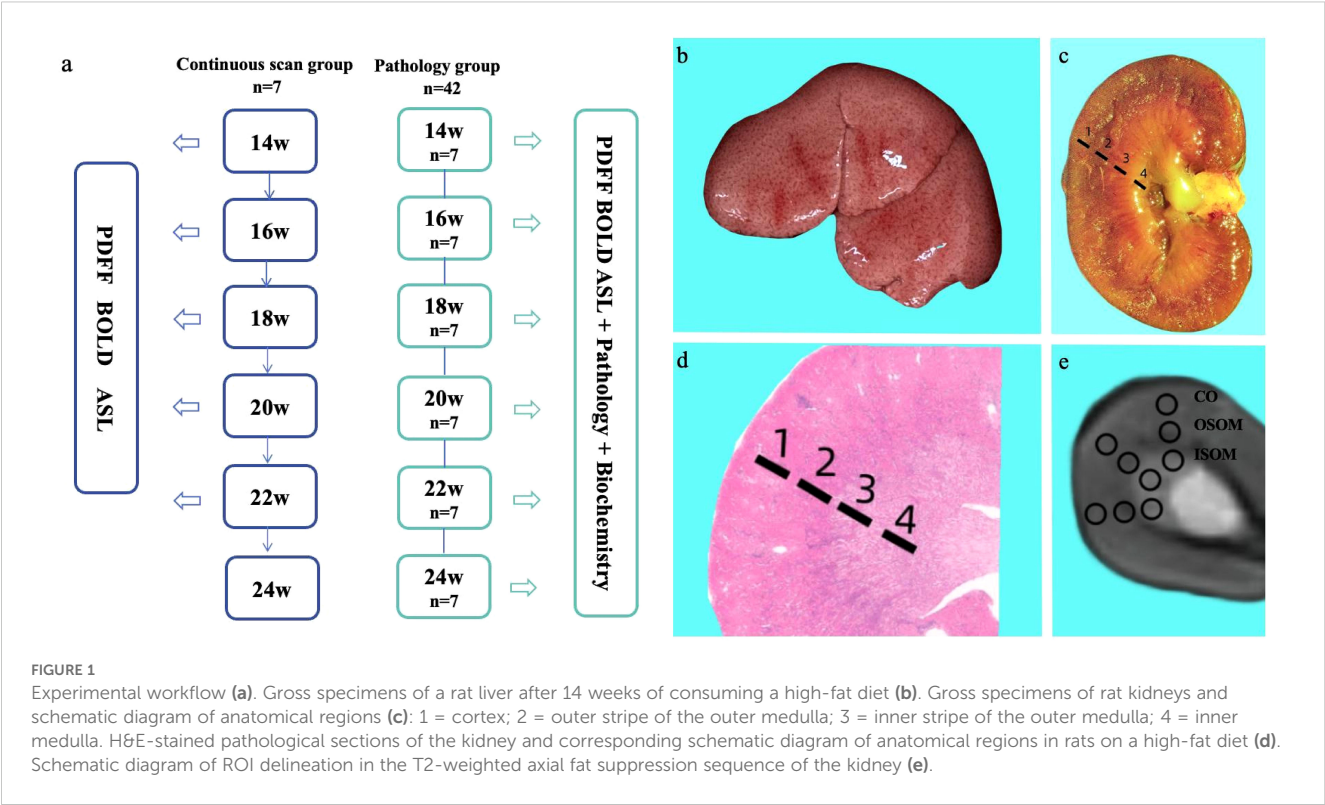 a
Continuous scan group
n=7
Pathology group
n=42
PDFF BOLD ASL
14w
16w
18w
20w
22w
24w
14w
n=7
16w
n=7
18w
n=7
20w
n=7
22w
n=7
24w
n=7
PDFF BOLD ASL + Pathology + Biochemistry
b
c
1
2
3
4
d
1
2
3
4
e
CO
OSOM
ISOM
FIGURE 1
Experimental workflow (a). Gross specimens of a rat liver after 14 weeks of consuming a high-fat diet (b). Gross specimens of rat kidneys and
schematic diagram of anatomical regions (c): 1 = cortex; 2 = outer stripe of the outer medulla; 3 = inner stripe of the outer medulla; 4 = inner
medulla. H&E-stained pathological sections of the kidney and corresponding schematic diagram of anatomical regions in rats on a high-fat diet (d).
Schematic diagram of ROI delineation in the T2-weighted axial fat suppression sequence of the kidney (e).